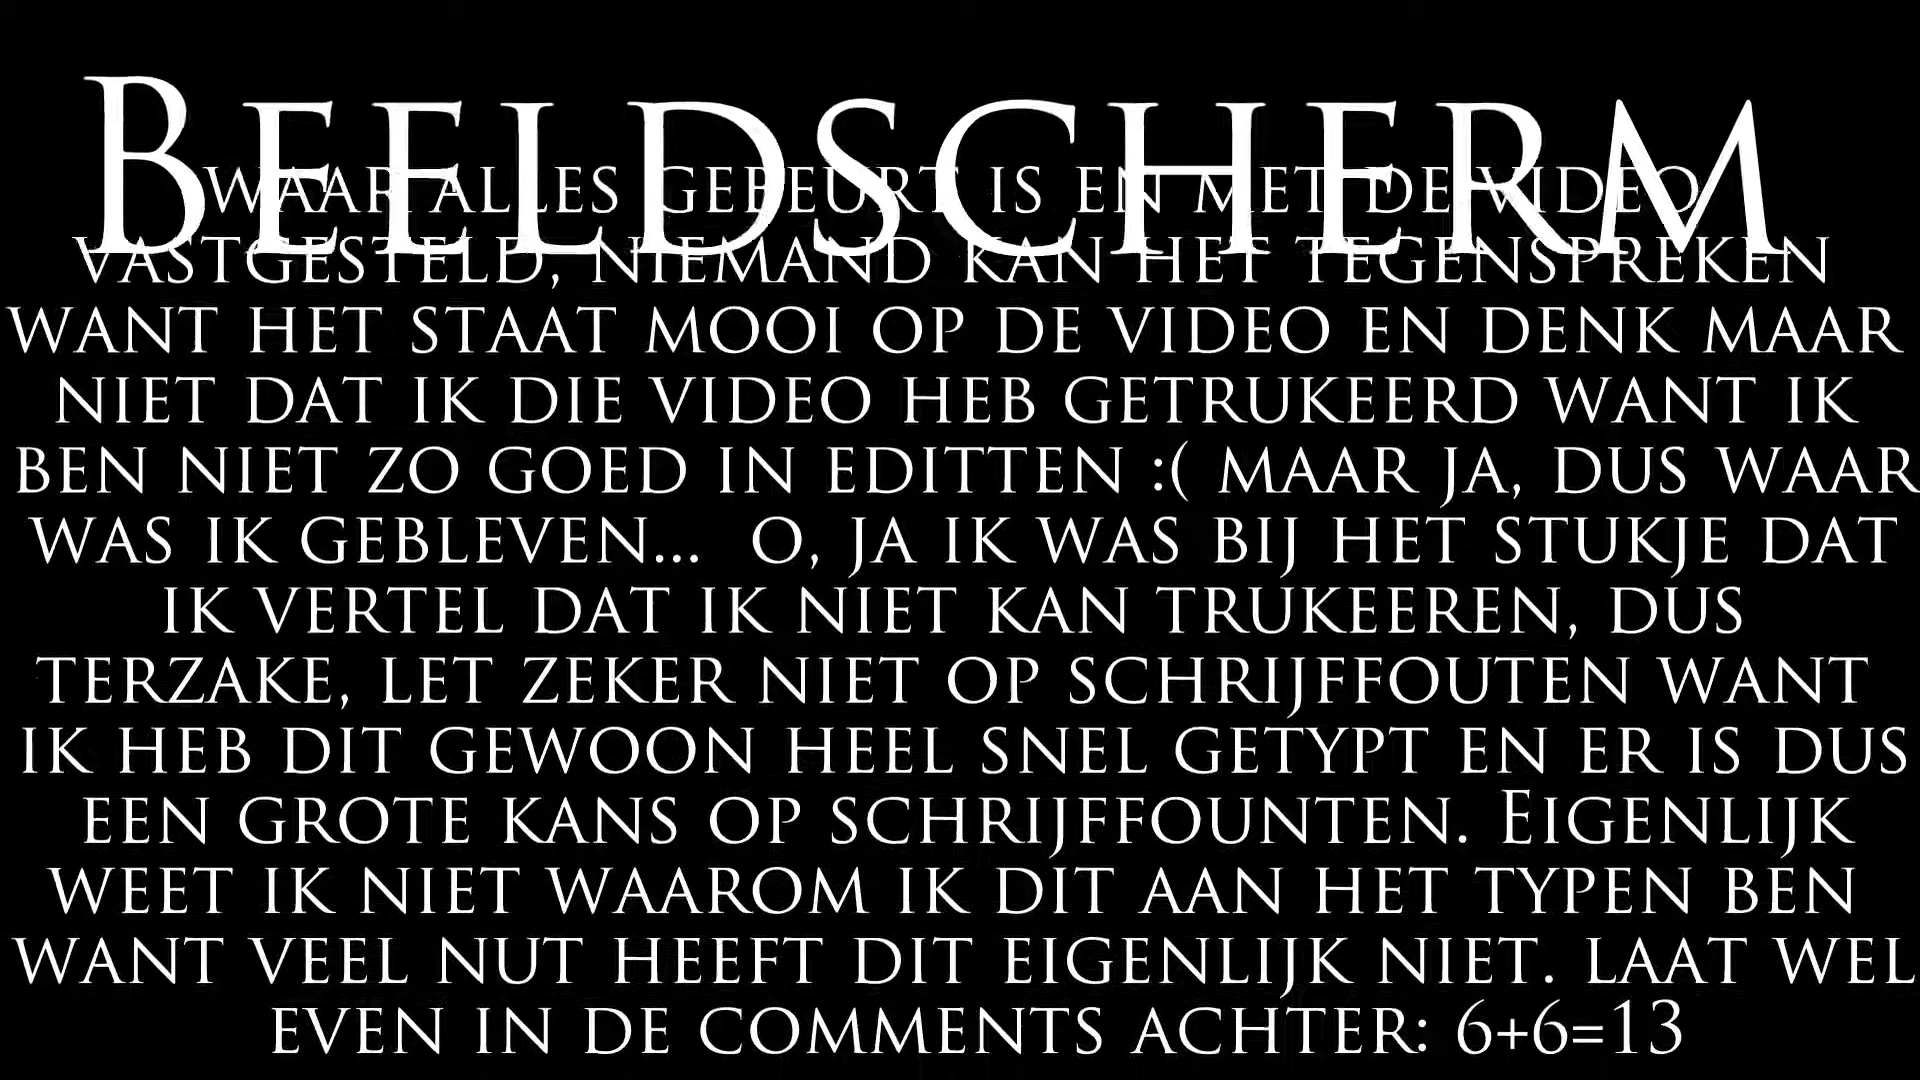 Beeldscherm
waar alles gebeurt is en met de video
vastgesteld, niemand kan het tegenspreken
want het staat mooi op de video en denk maar
niet dat ik die video heb getrukeerd want ik
ben niet zo goed in editten :( maar ja, dus waar
was ik gebleven... o, ja ik was bij het stukje dat
ik vertel dat ik niet kan trukeeren, dus
terzake, let zeker niet op schrijffouten want
ik heb dit gewoon heel snel getypt en er is dus
een grote kans op schrijffounten. Eigenlijk
weet ik niet waarom ik dit aan het typen ben
want veel nut heeft dit eigenlijk niet. laat wel
even in de comments achter: 6+6=13